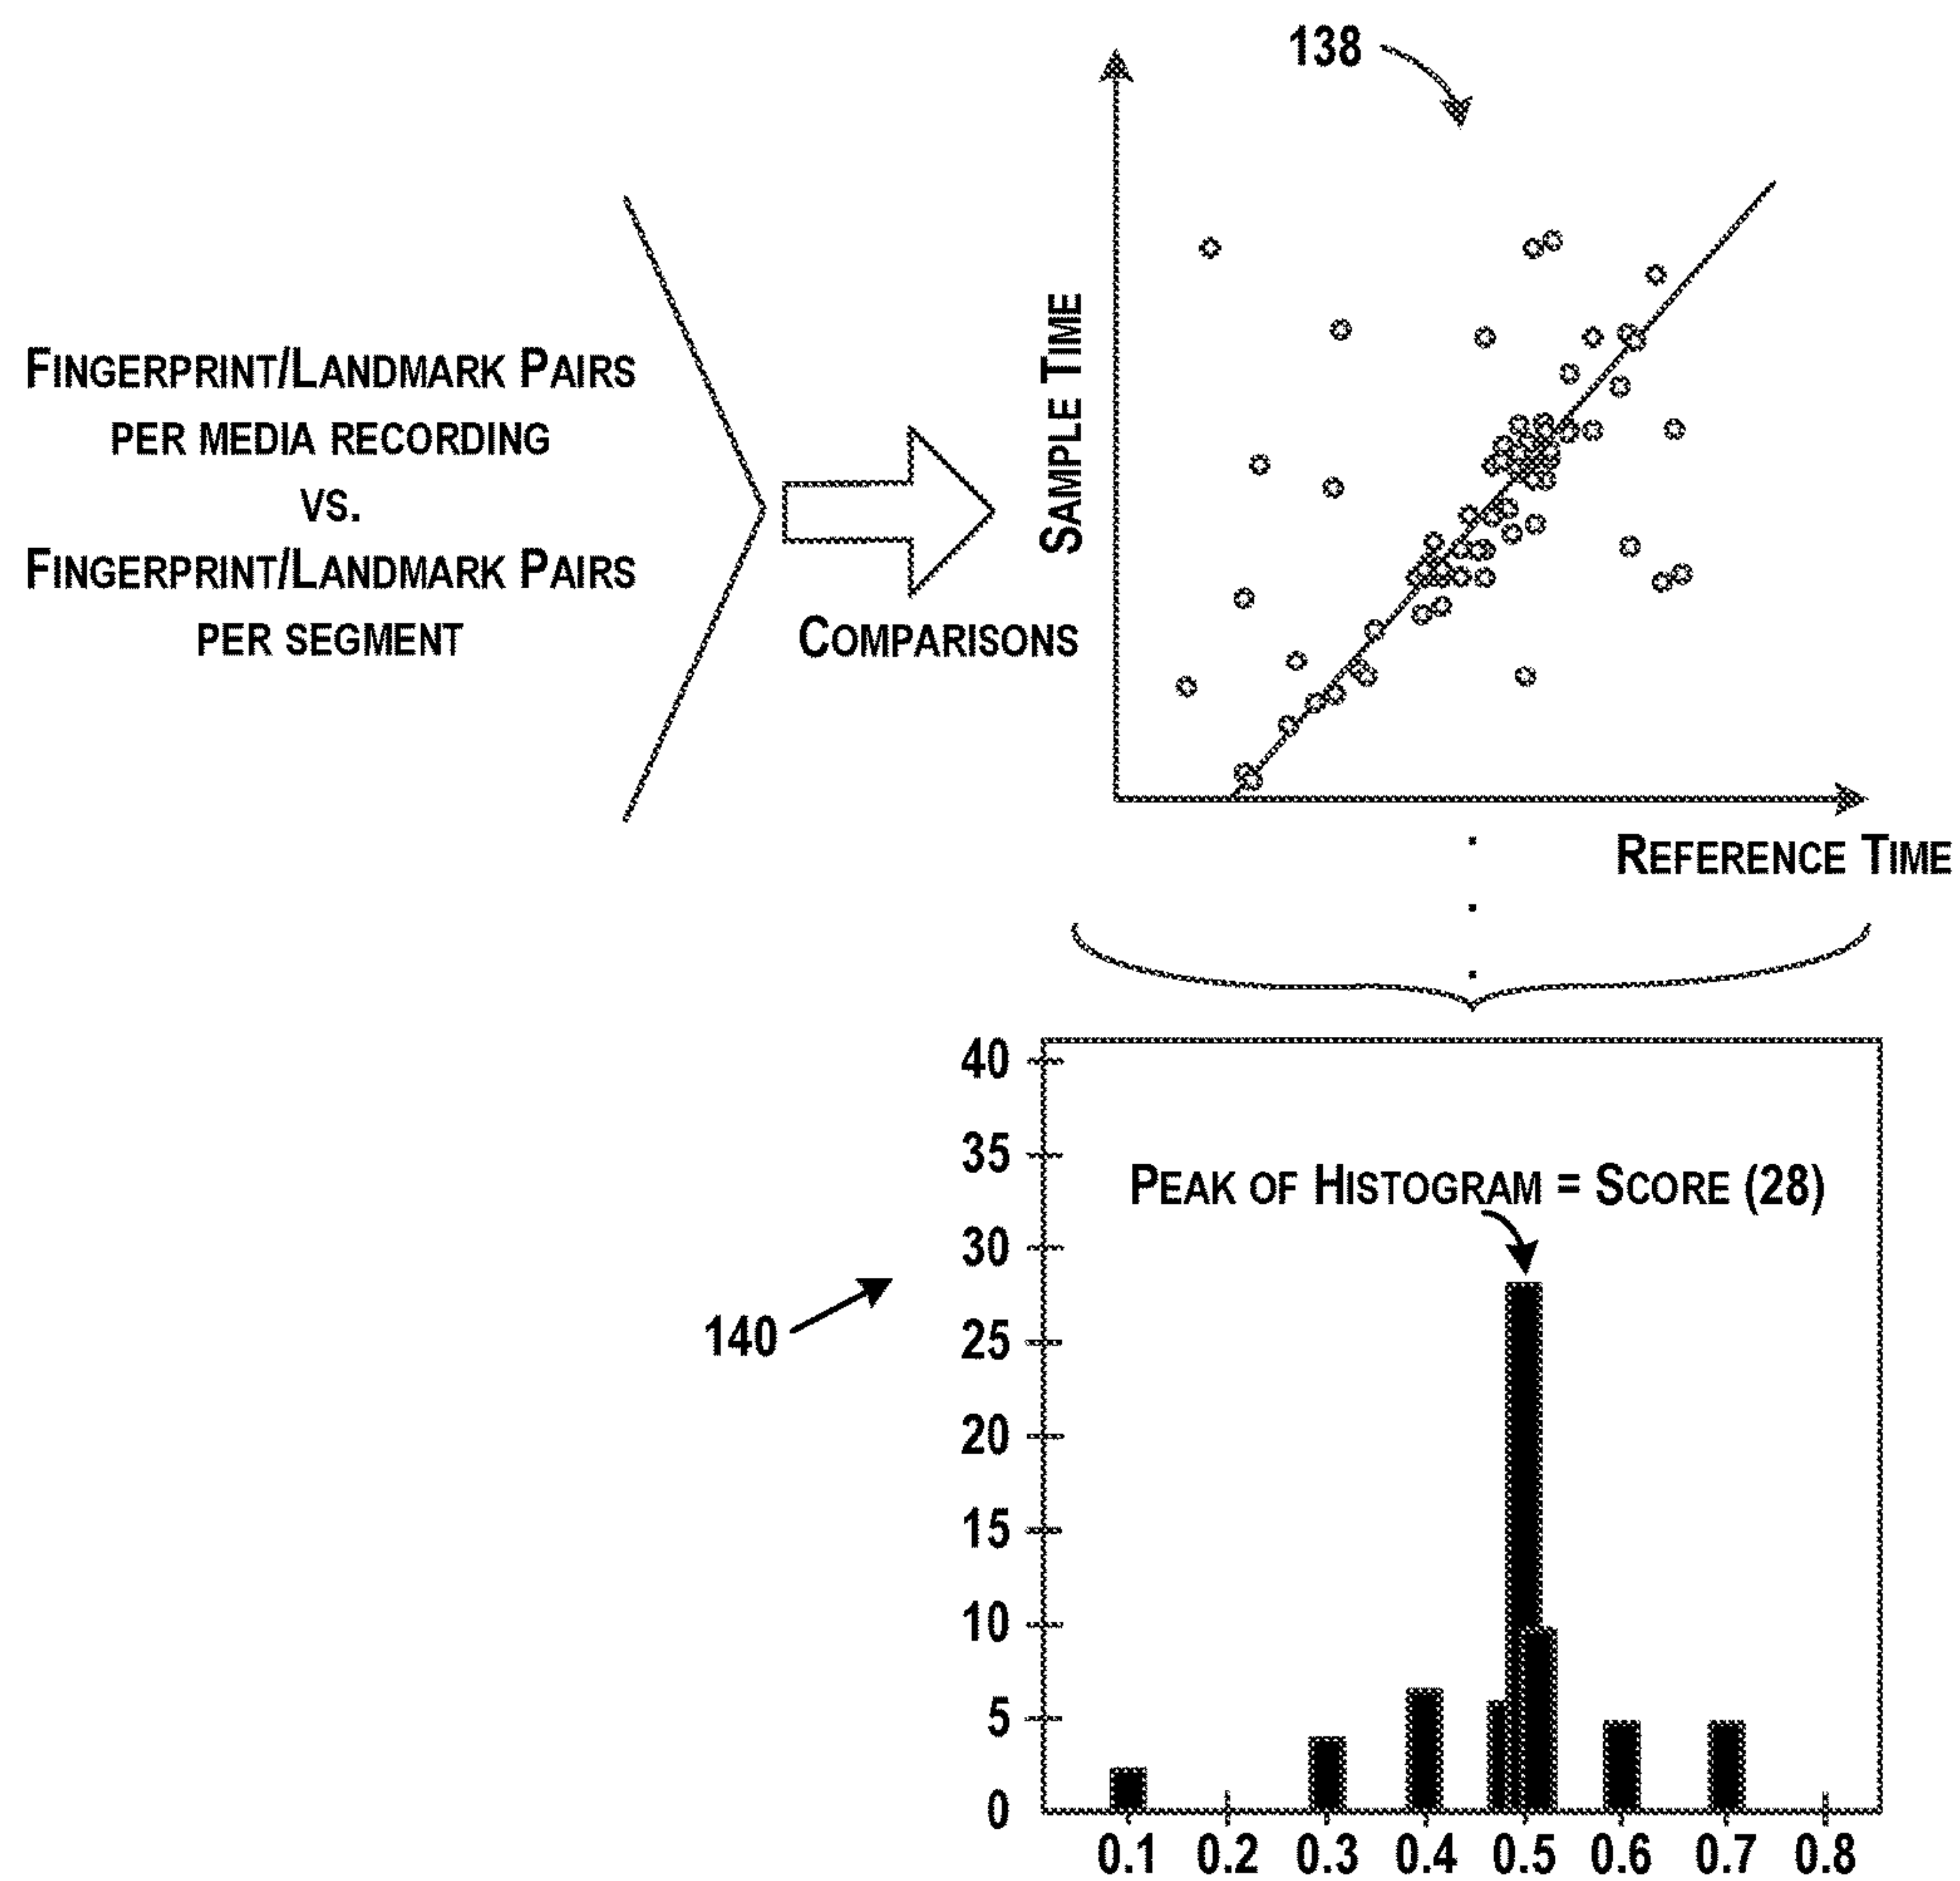 138
FINGERPRINT/LANDMARK PAIRS
PER MEDIA RECORDING
VS.
FINGERPRINT/LANDMARK PAIRS
PER SEGMENT
COMPARISONS
SAMPLE TIME
REFERENCE TIME
40
35
PEAK OF HISTOGRAM = SCORE (28)
30
140
25
20
15
10
5
0
0.1 0.2 0.3 0.4 0.5 0.6 0.7 0.8